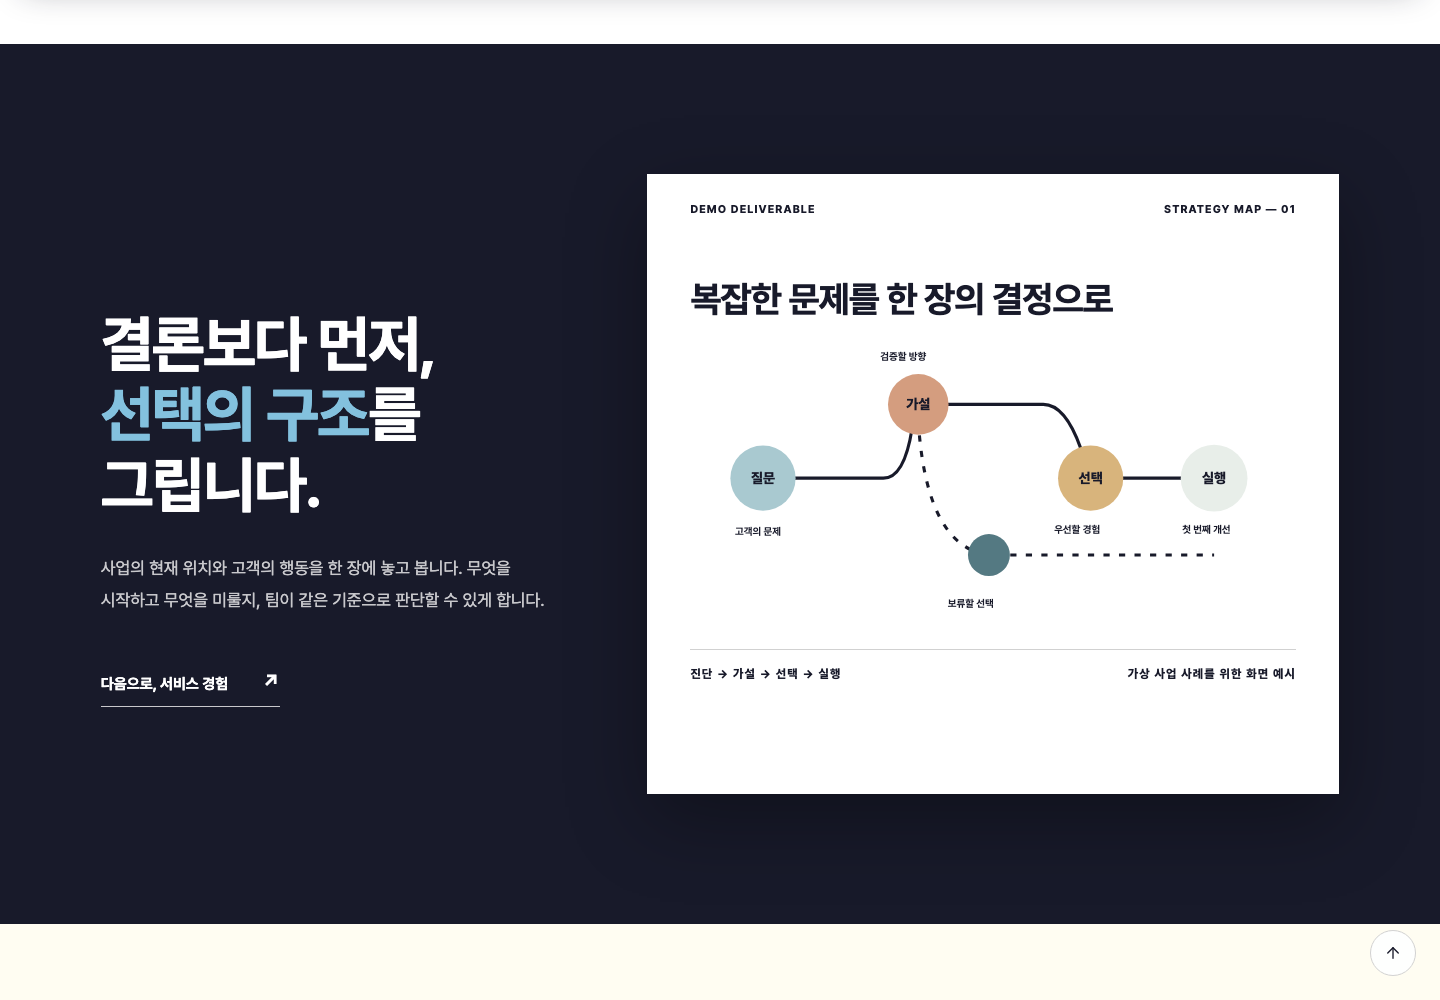 결론보다 먼저,
선택의 구조를
그립니다.
사업의 현재 위치와 고객의 행동을 한 장에 놓고 봅니다. 무엇을
시작하고 무엇을 미룰지, 팀이 같은 기준으로 판단할 수 있게 합니다.
다음으로, 서비스 경험
DEMO DELIVERABLE
STRATEGY MAP — 01
복잡한 문제를 한 장의 결정으로
검증할 방향
가설
질문
선택
실행
고객의 문제
우선할 경험
첫 번째 개선
보류할 선택
진단 → 가설 → 선택 → 실행
가상 사업 사례를 위한 화면 예시